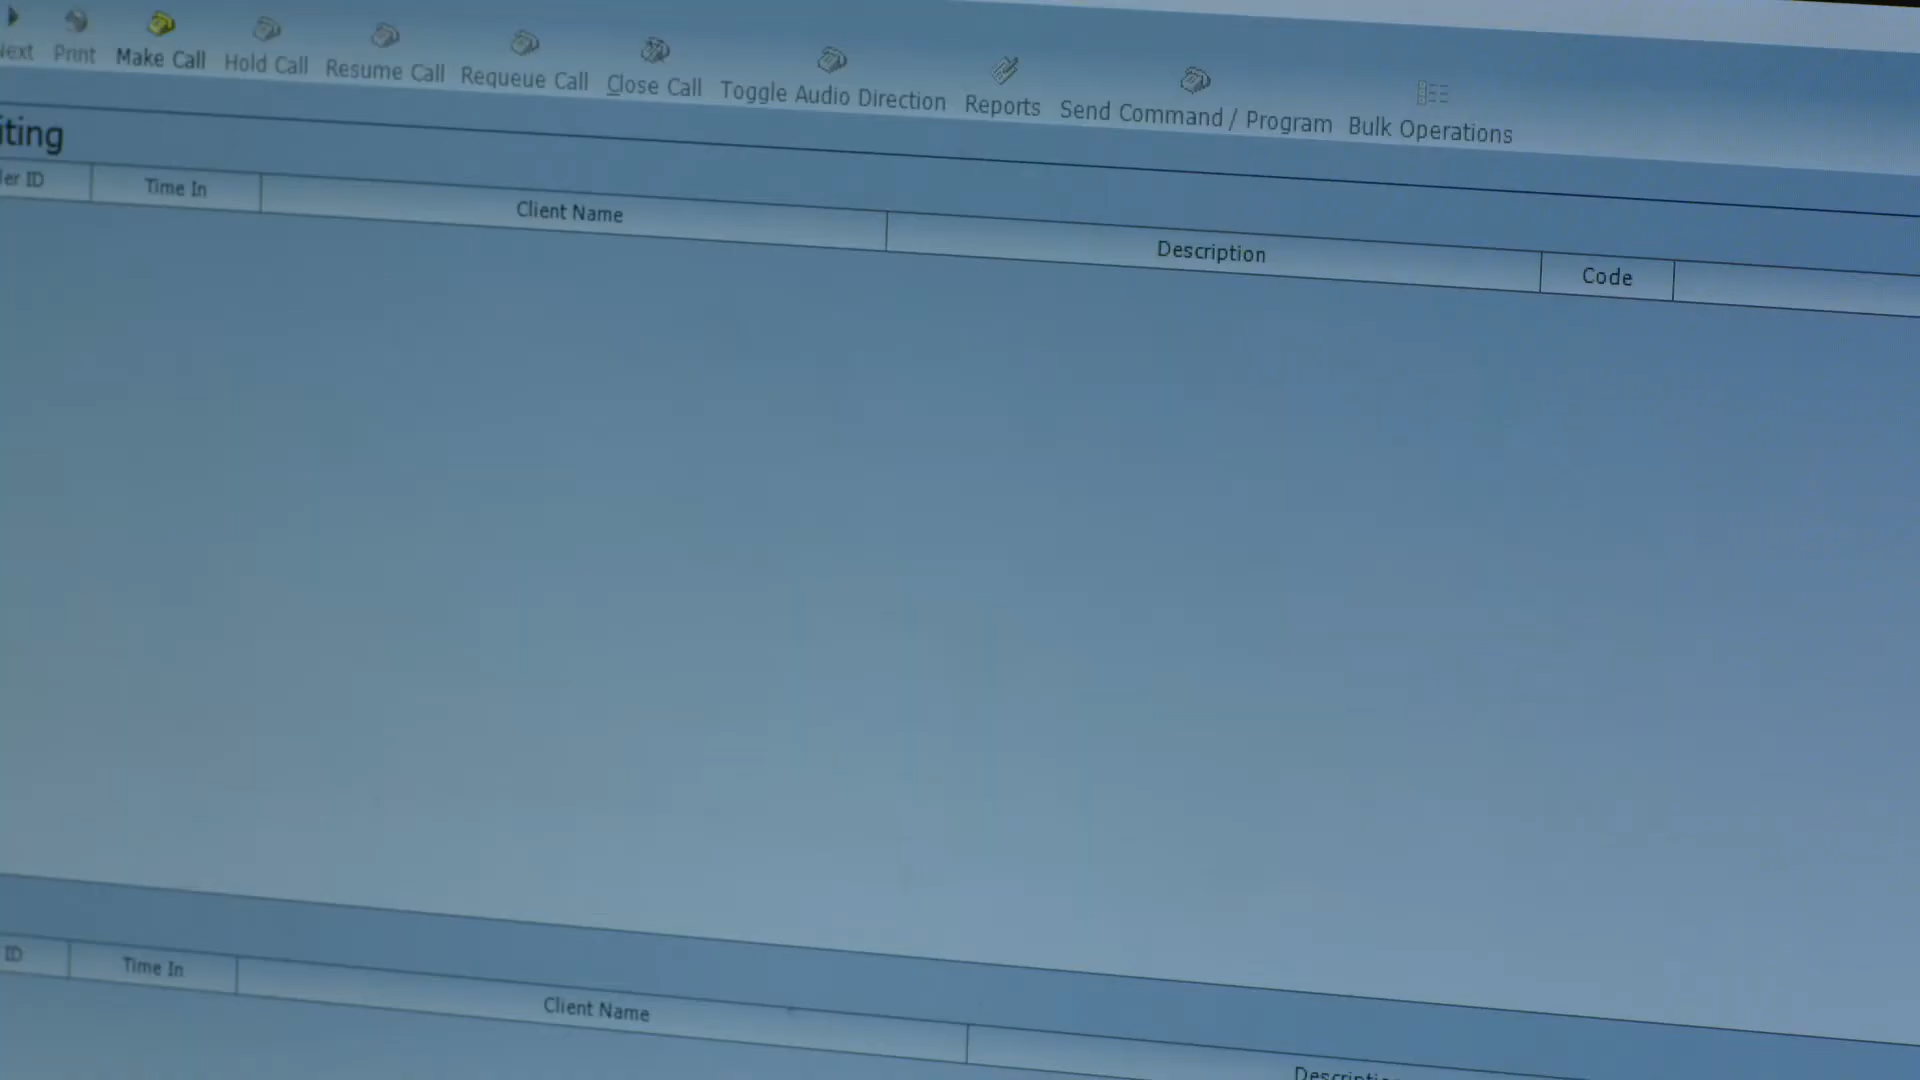 Print Make Call Hold Call Resume Call Requeue Call Close Call Toggle Audio Direction Reports Send Command / Program Bulk Operations
iting
ler ID Time In Client Name Description Code
ID Time In Client Name